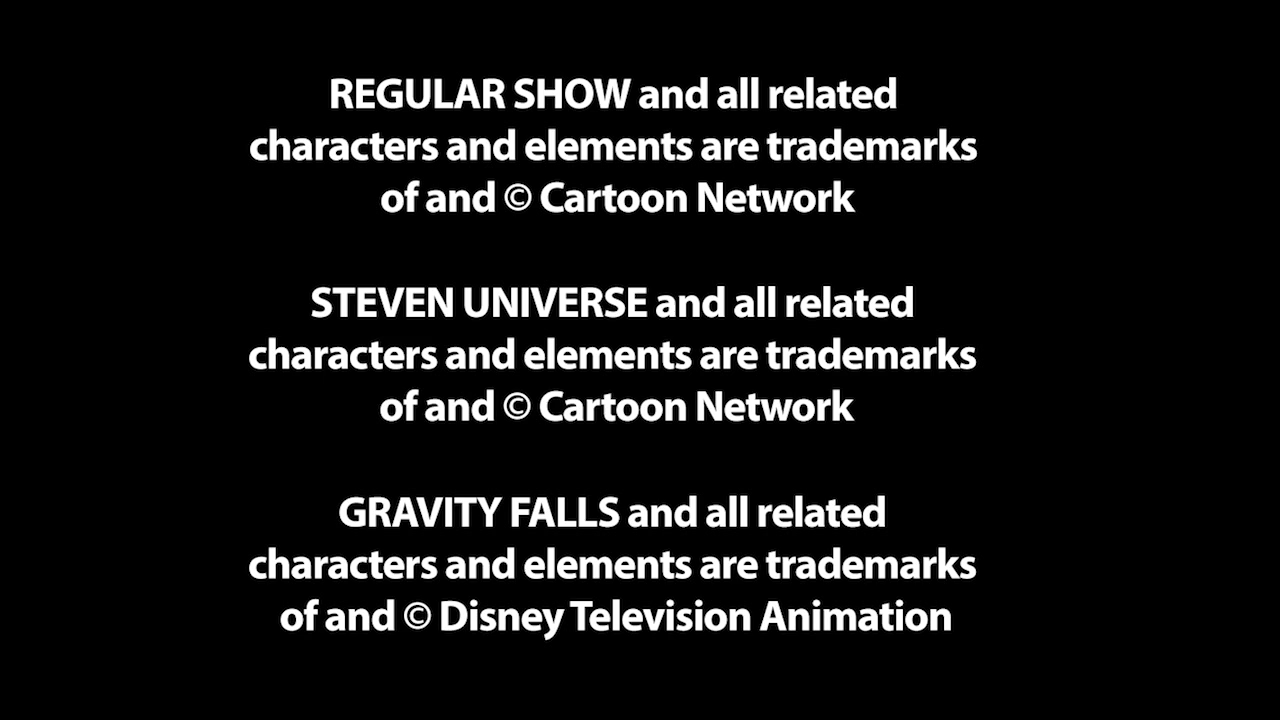 REGULAR SHOW and all related
characters and elements are trademarks
of and © Cartoon Network
STEVEN UNIVERSE and all related
characters and elements are trademarks
of and © Cartoon Network
GRAVITY FALLS and all related
characters and elements are trademarks
of and © Disney Television Animation